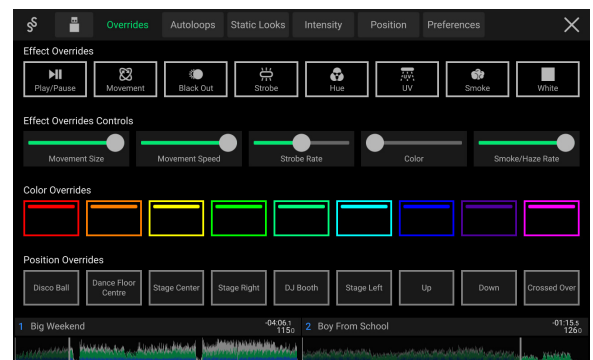 Overrides Autoloops Static Looks Intensity Position Preferences
Effect Overrides
Play/Pause Movement Black Out Strobe Hue UV Smoke White
Effect Overrides Controls
Movement Size Movement Speed Strobe Rate Color Smoke/Haze Rate
Color Overrides
Position Overrides
Disco Ball Dance Floor Centre Stage Center Stage Right DJ Booth Stage Left Up Down Crossed Over
1 Big Weekend -04:06.1 2 Boy From School -01:15.5
115.0 126.0